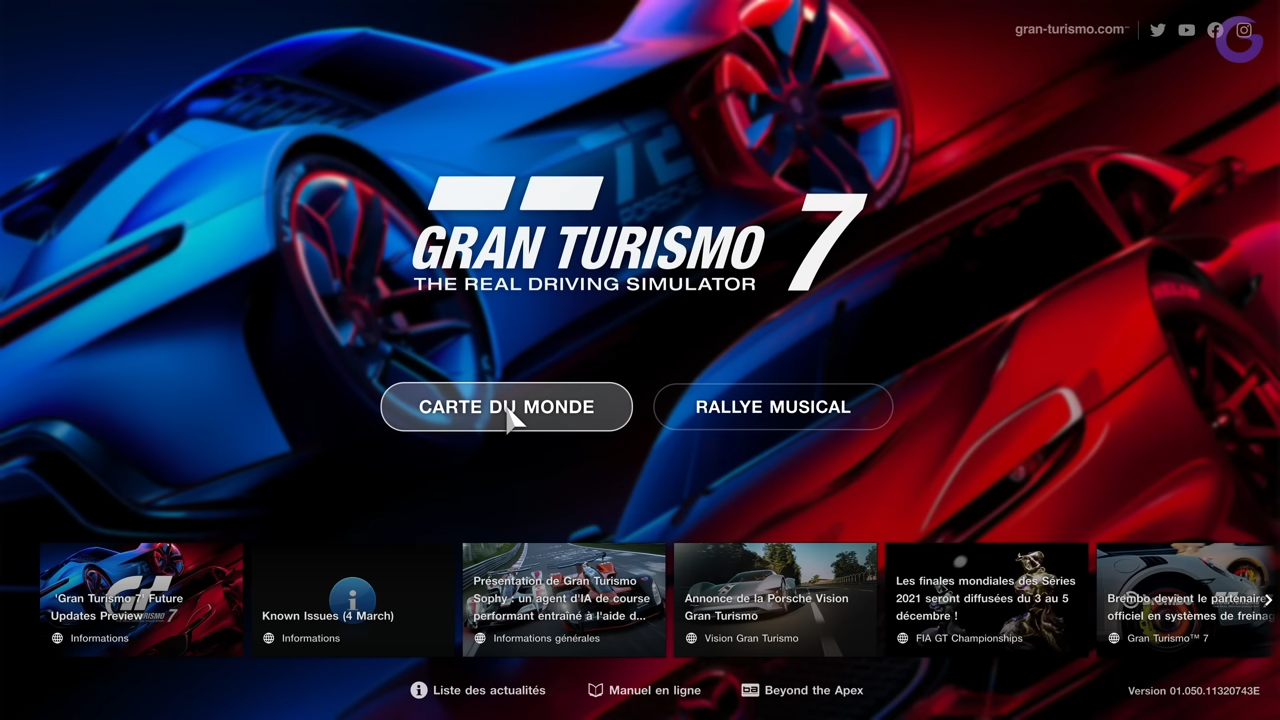 gran-turismo.com
72
PORSCHE
GRAN TURISMO 7
THE REAL DRIVING SIMULATOR
CARTE DU MONDE
RALLYE MUSICAL
'Gran Turismo 7' Future
Updates Preview
Informations
Known Issues (4 March)
Informations
Présentation de Gran Turismo
Sophy : un agent d'IA de course
performant entraîné à l'aide d...
Informations générales
Annonce de la Porsche Vision
Gran Turismo
Vision Gran Turismo
Les finales mondiales des Séries
2021 seront diffusées du 3 au 5
décembre !
FIA GT Championships
Brembo devient le partenaire
officiel en systèmes de freinag
Gran Turismo™ 7
Liste des actualités
Manuel en ligne
Beyond the Apex
Version 01.050.11320743E